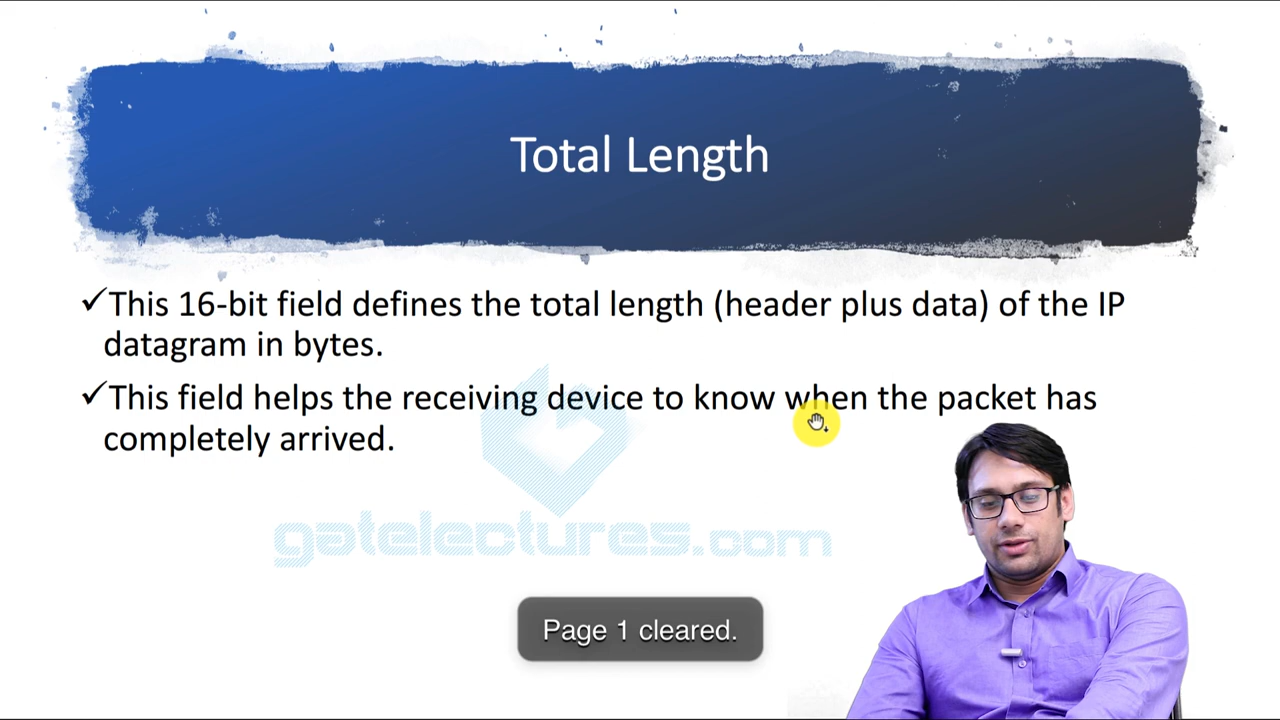 Total Length
✓This 16-bit field defines the total length (header plus data) of the IP
datagram in bytes.
✓This field helps the receiving device to know when the packet has
completely arrived.
gatelectures.com
Page 1 cleared.